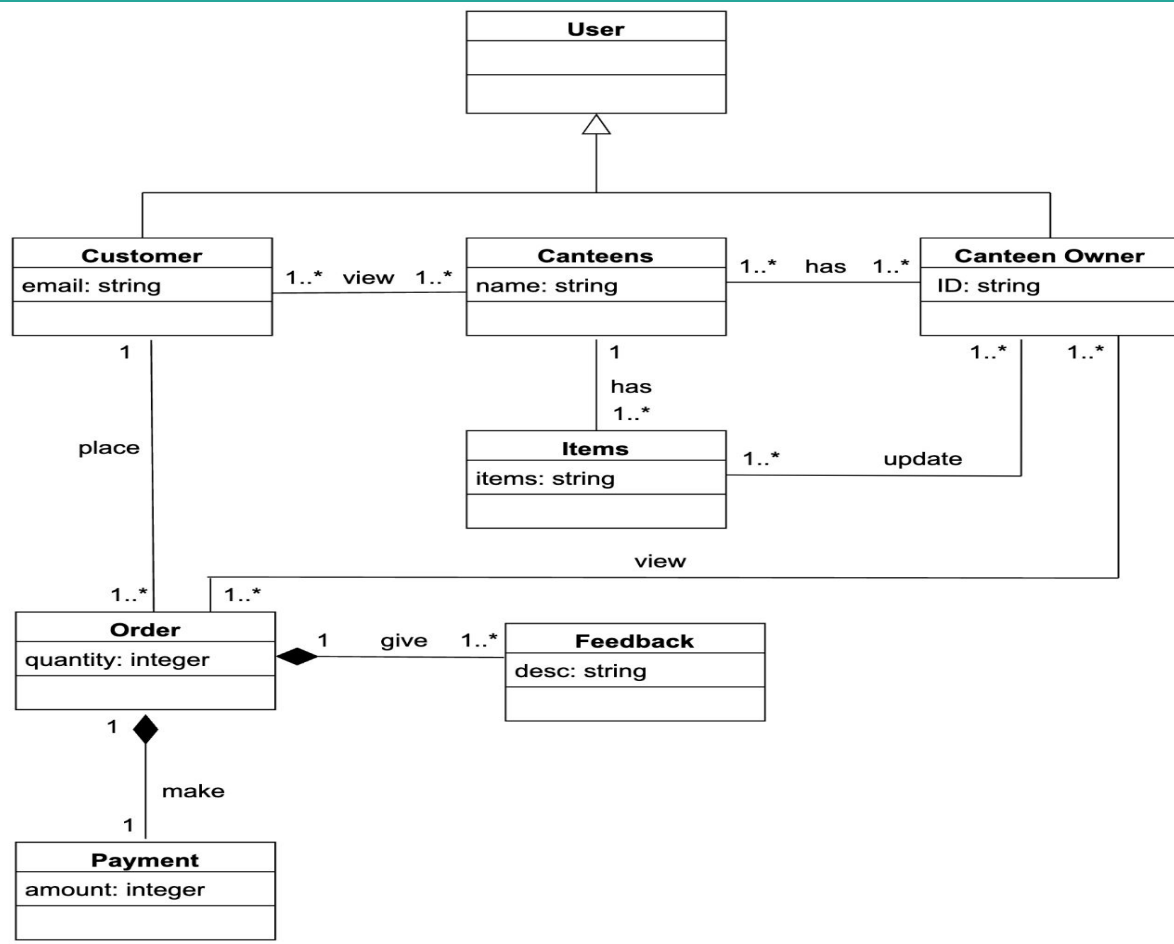 User
Customer
email: string
1..* view 1..*
Canteens
name: string
1..* has 1..*
Canteen Owner
ID: string
1
1
1..*
1..*
has
1..*
place
Items
items: string
1..*
update
view
1..*
1..*
Order
quantity: integer
1 give 1..*
Feedback
desc: string
1
make
1
Payment
amount: integer